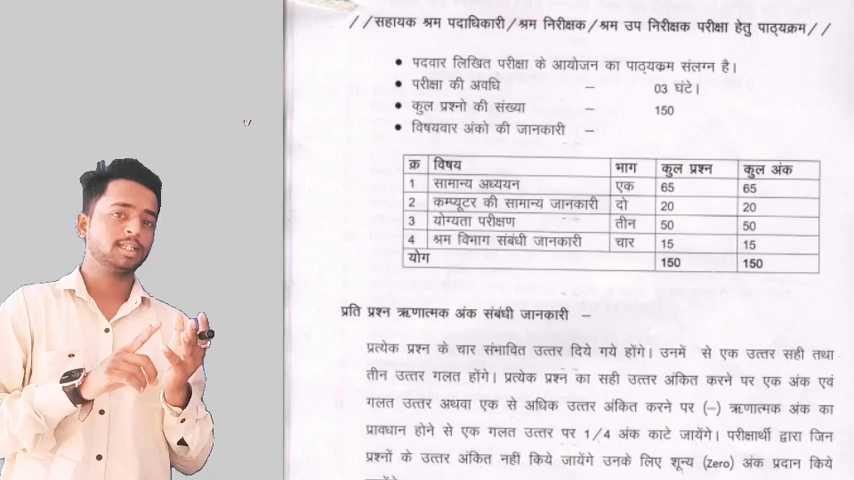 //सहायक श्रम पदाधिकारी/श्रम निरीक्षक/श्रम उप निरीक्षक परीक्षा हेतु पाठ्यक्रम//
• पदवार लिखित परीक्षा के आयोजन का पाठ्यक्रम संलग्न है।
• परीक्षा की अवधि – 03 घंटे।
• कुल प्रश्नो की संख्या – 150
• विषयवार अंको की जानकारी –
क्र विषय भाग कुल प्रश्न कुल अंक
1 सामान्य अध्ययन एक 65 65
2 कम्प्यूटर की सामान्य जानकारी दो 20 20
3 योग्यता परीक्षण तीन 50 50
4 श्रम विभाग संबंधी जानकारी चार 15 15
योग 150 150
प्रति प्रश्न ऋणात्मक अंक संबंधी जानकारी –
प्रत्येक प्रश्न के चार संभावित उत्तर दिये गये होंगे। उनमें से एक उत्तर सही तथा
तीन उत्तर गलत होंगे। प्रत्येक प्रश्न का सही उत्तर अंकित करने पर एक अंक एवं
गलत उत्तर अथवा एक से अधिक उत्तर अंकित करने पर (–) ऋणात्मक अंक का
प्रावधान होने से एक गलत उत्तर पर 1/4 अंक काटे जायेंगे। परीक्षार्थी द्वारा जिन
प्रश्नों के उत्तर अंकित नहीं किये जायेंगे उनके लिए शून्य (Zero) अंक प्रदान किये